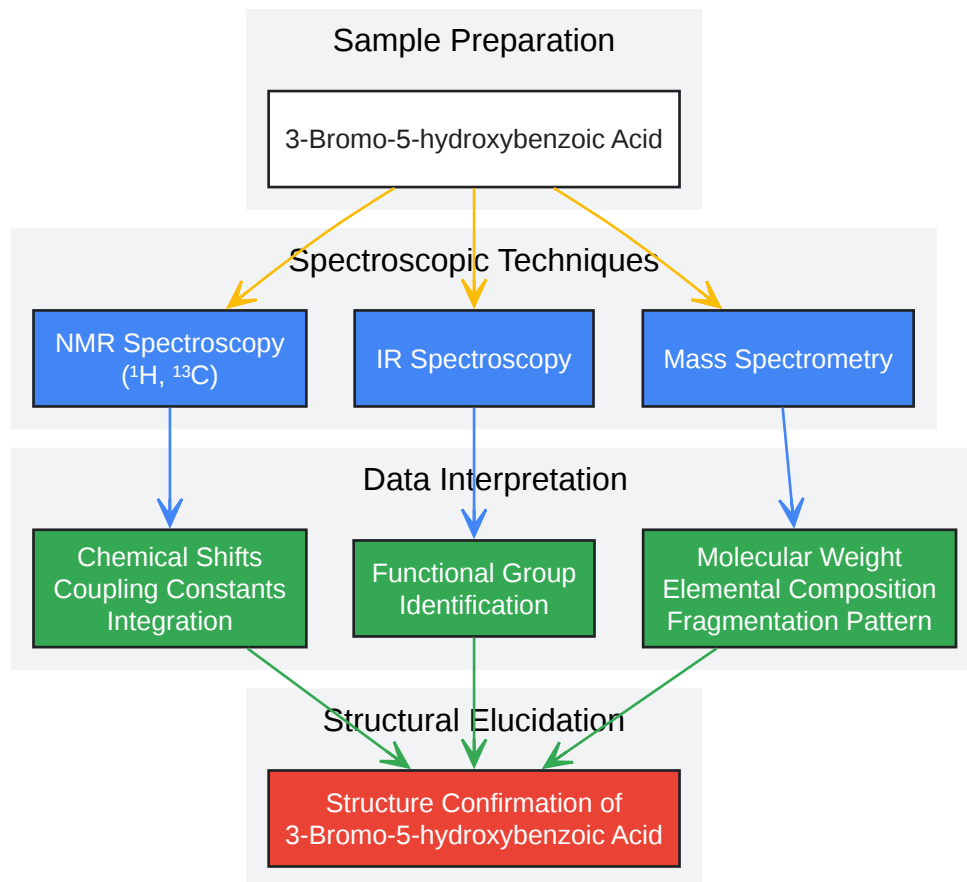 Sample Preparation
3-Bromo-5-hydroxybenzoic Acid
Spectroscopic Techniques
NMR Spectroscopy
(¹H, ¹³C)
IR Spectroscopy
Mass Spectrometry
Data Interpretation
Chemical Shifts
Coupling Constants
Integration
Functional Group
Identification
Molecular Weight
Elemental Composition
Fragmentation Pattern
Structural Elucidation
Structure Confirmation of
3-Bromo-5-hydroxybenzoic Acid